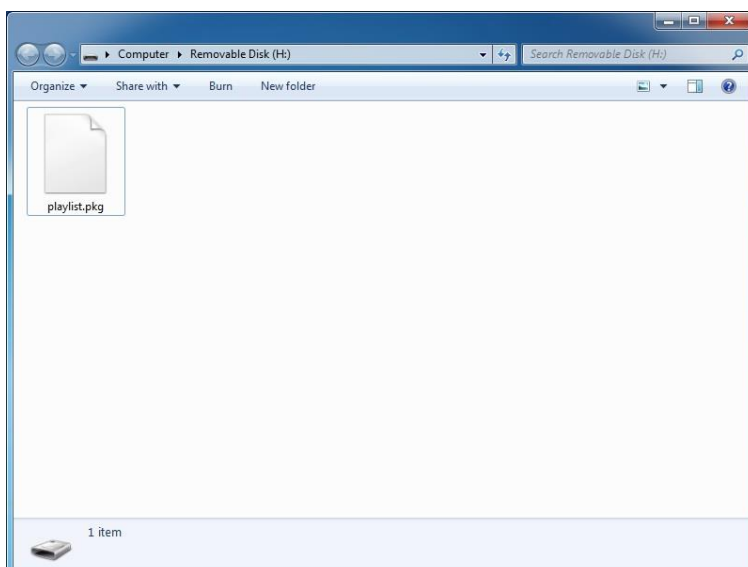 Computer ▸ Removable Disk (H:)
Search Removable Disk (H:)
Organize ▾ Share with ▾ Burn New folder
playlist.pkg
1 item